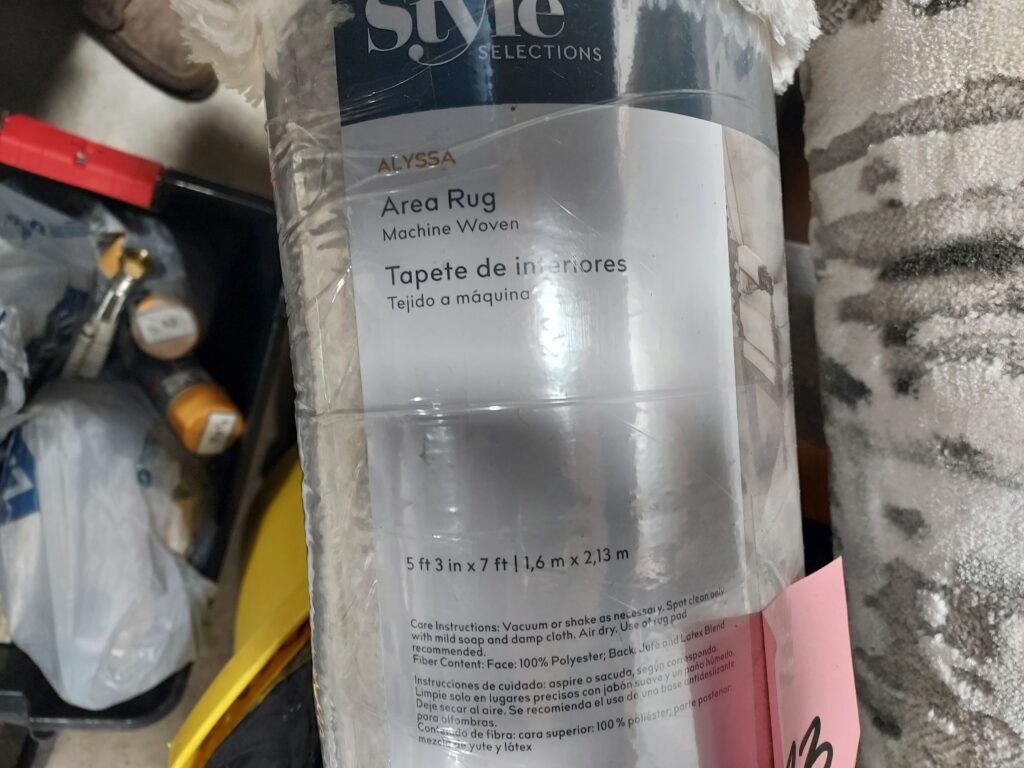 Style
SELECTIONS
ALYSSA
Area Rug
Machine Woven
Tapete de interiores
Tejido a máquina
5 ft 3 in x 7 ft | 1,6 m x 2,13 m
Care Instructions: Vacuum or shake as necessary. Spot clean only
with mild soap and damp cloth. Air dry. Use of rug pad
recommended.
Fiber Content: Face: 100% Polyester; Back: Jute and Latex Blend
Instrucciones de cuidado: aspire o sacuda, según corresponda.
Limpie solo en lugares precisos con jabón suave y un paño húmedo.
Deje secar al aire. Se recomienda el uso de una base antideslizante
para alfombras.
Contenido de fibra: cara superior: 100 % poliéster; parte posterior:
mezcla de yute y látex